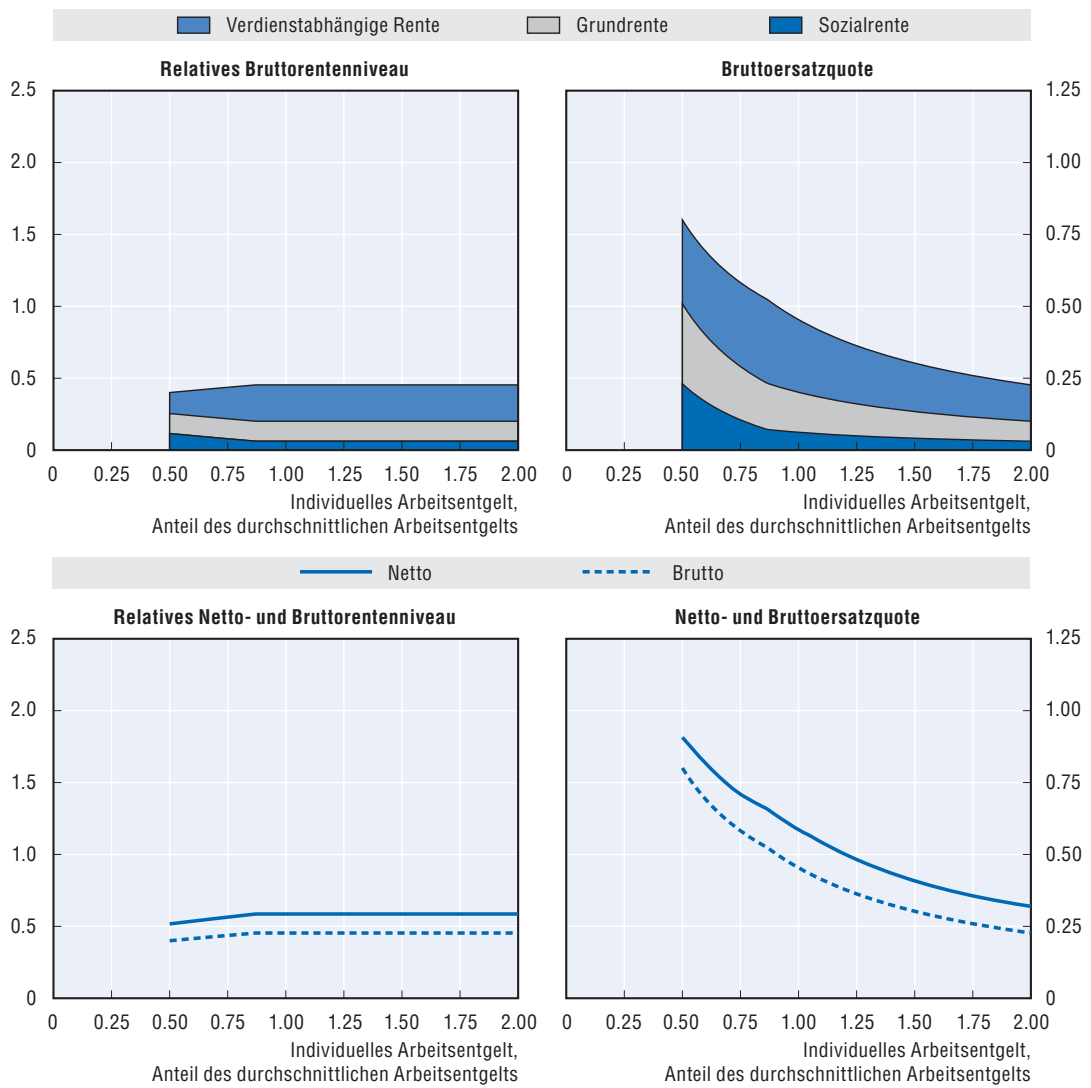 Verdienstabhängige Rente Grundrente Sozialrente
Relatives Bruttorentenniveau
2.5
2.0
1.5
1.0
0.5
0
0 0.25 0.50 0.75 1.00 1.25 1.50 1.75 2.00
Individuelles Arbeitsentgelt,
Anteil des durchschnittlichen Arbeitsentgelts
Bruttoersatzquote
1.25
1.00
0.75
0.50
0.25
0
0 0.25 0.50 0.75 1.00 1.25 1.50 1.75 2.00
Individuelles Arbeitsentgelt,
Anteil des durchschnittlichen Arbeitsentgelts
Netto Brutto
Relatives Netto- und Bruttorentenniveau
2.5
2.0
1.5
1.0
0.5
0
0 0.25 0.50 0.75 1.00 1.25 1.50 1.75 2.00
Individuelles Arbeitsentgelt,
Anteil des durchschnittlichen Arbeitsentgelts
Netto- und Bruttoersatzquote
1.25
1.00
0.75
0.50
0.25
0
0 0.25 0.50 0.75 1.00 1.25 1.50 1.75 2.00
Individuelles Arbeitsentgelt,
Anteil des durchschnittlichen Arbeitsentgelts